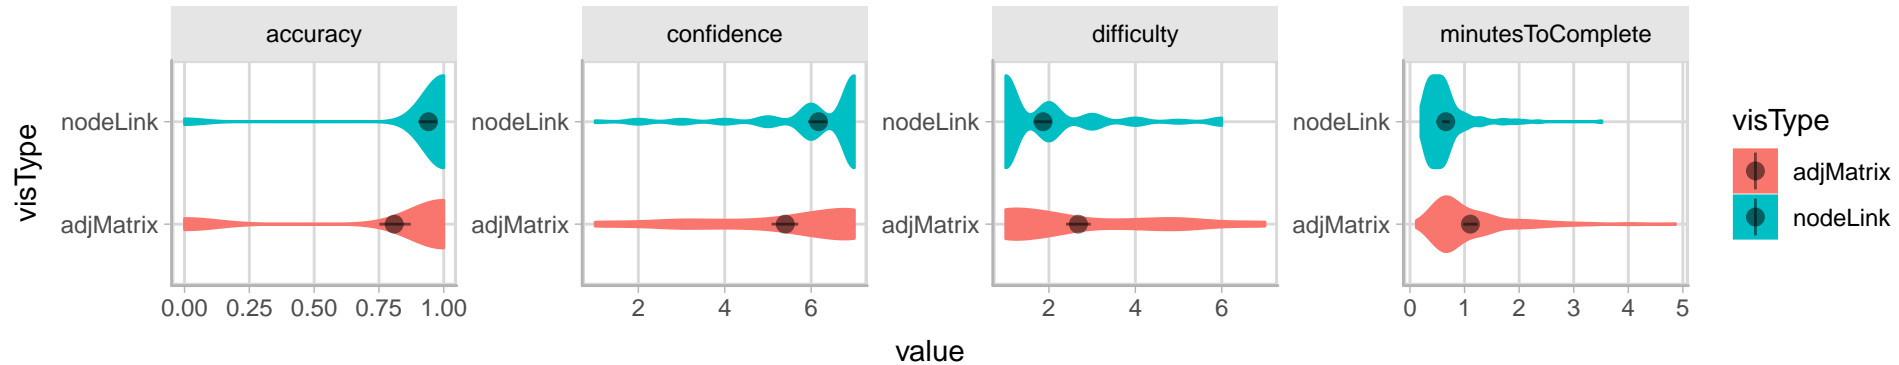 accuracy
confidence
difficulty
minutesToComplete
visType
nodeLink
adjMatrix
0.00 0.25 0.50 0.75 1.00
nodeLink
adjMatrix
2 4 6
nodeLink
adjMatrix
2 4 6
nodeLink
adjMatrix
0 1 2 3 4 5
value
visType
adjMatrix
nodeLink